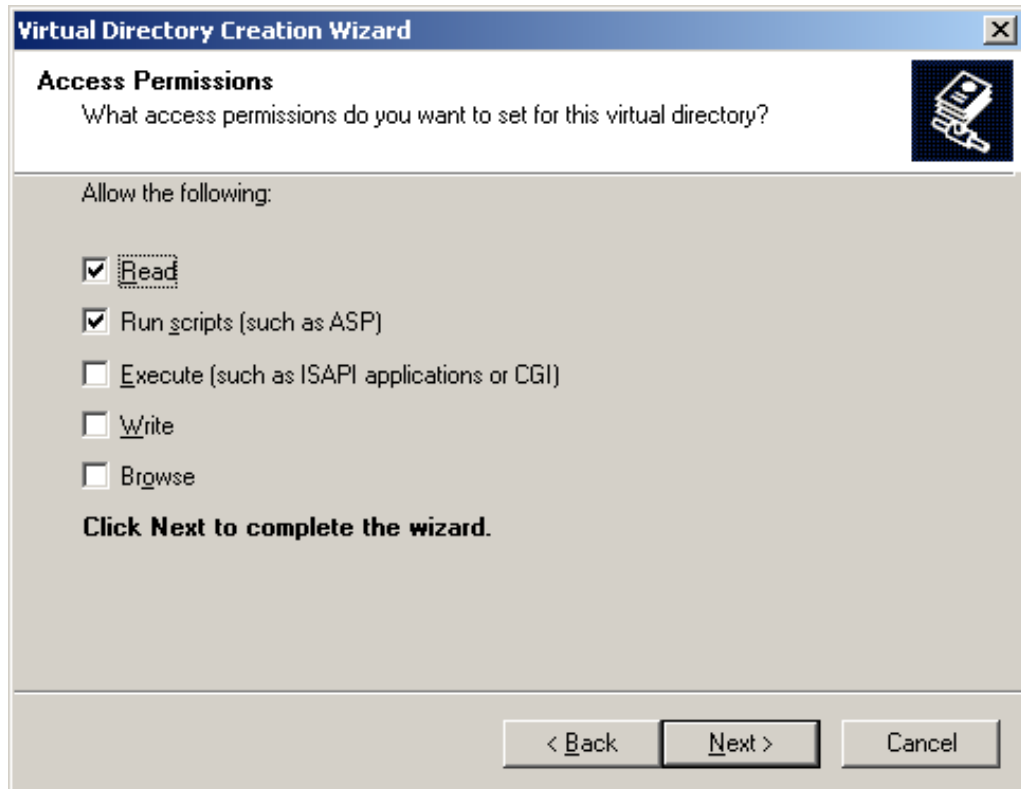 Virtual Directory Creation Wizard
Access Permissions
What access permissions do you want to set for this virtual directory?
Allow the following:
Read
Run scripts (such as ASP)
Execute (such as ISAPI applications or CGI)
Write
Browse
Click Next to complete the wizard.
< Back Next > Cancel